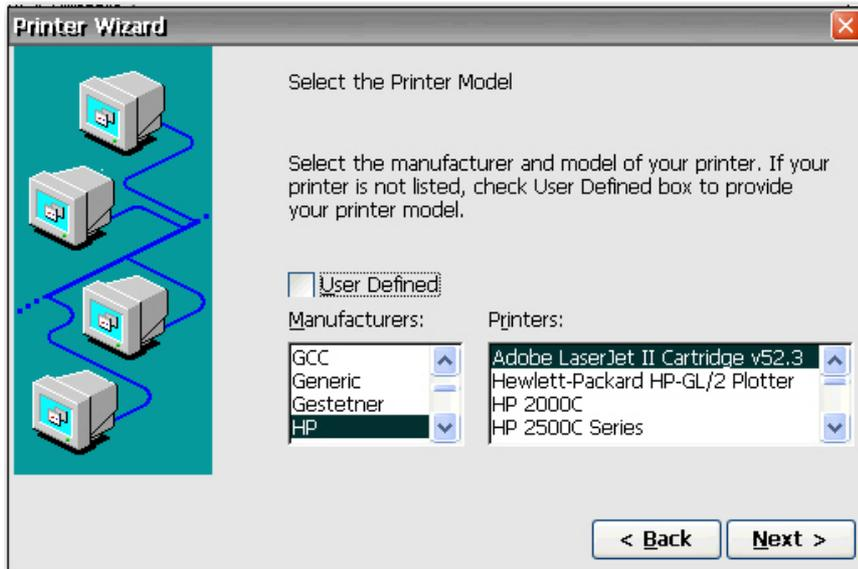 Printer Wizard
Select the Printer Model
Select the manufacturer and model of your printer. If your
printer is not listed, check User Defined box to provide
your printer model.
User Defined
Manufacturers:
GCC
Generic
Gestetner
HP
Printers:
Adobe LaserJet II Cartridge v52.3
Hewlett-Packard HP-GL/2 Plotter
HP 2000C
HP 2500C Series
< Back
Next >